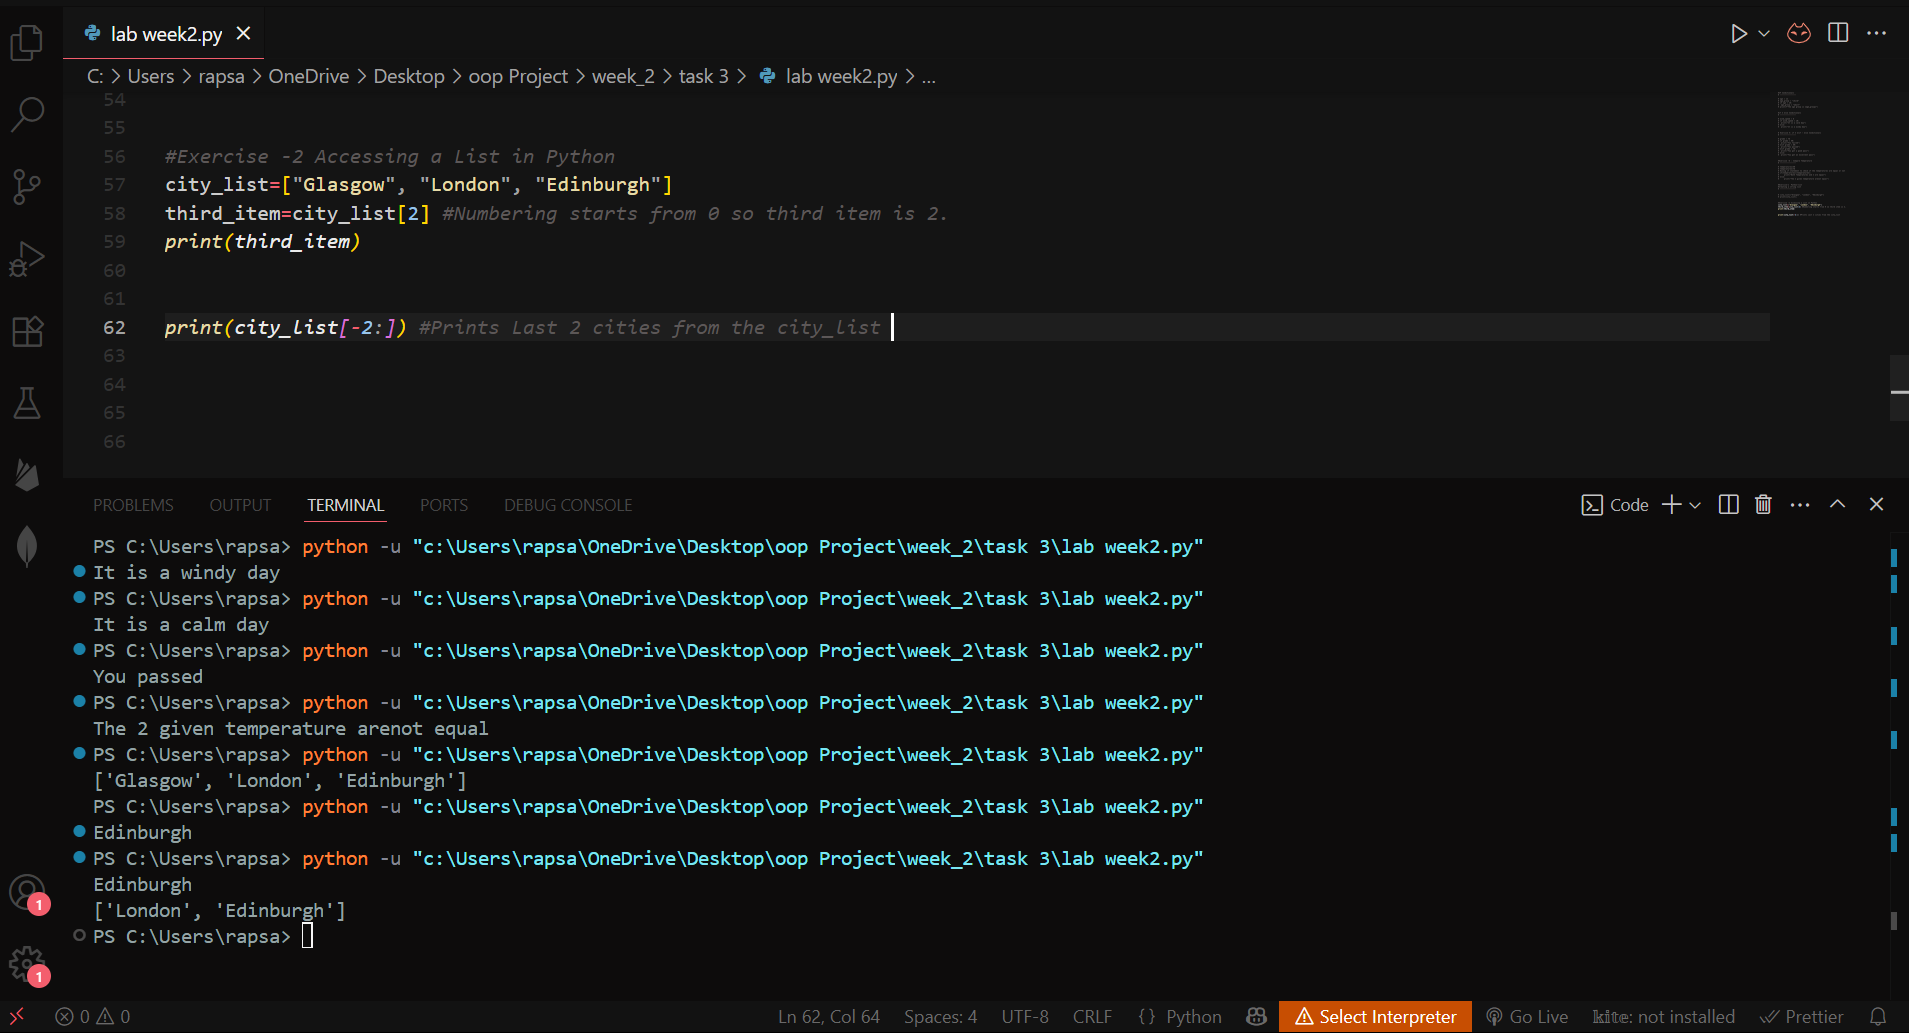 lab week2.py
C: > Users > rapsa > OneDrive > Desktop > oop Project > week_2 > task 3 > lab week2.py > ...
54
55
56 #Exercise -2 Accessing a List in Python
57 city_list=["Glasgow", "London", "Edinburgh"]
58 third_item=city_list[2] #Numbering starts from 0 so third item is 2.
59 print(third_item)
60
61
62 print(city_list[-2:]) #Prints Last 2 cities from the city_list
63
64
65
66
PROBLEMS OUTPUT TERMINAL PORTS DEBUG CONSOLE Code
PS C:\Users\rapsa> python -u "c:\Users\rapsa\OneDrive\Desktop\oop Project\week_2\task 3\lab week2.py"
It is a windy day
PS C:\Users\rapsa> python -u "c:\Users\rapsa\OneDrive\Desktop\oop Project\week_2\task 3\lab week2.py"
It is a calm day
PS C:\Users\rapsa> python -u "c:\Users\rapsa\OneDrive\Desktop\oop Project\week_2\task 3\lab week2.py"
You passed
PS C:\Users\rapsa> python -u "c:\Users\rapsa\OneDrive\Desktop\oop Project\week_2\task 3\lab week2.py"
The 2 given temperature arenot equal
PS C:\Users\rapsa> python -u "c:\Users\rapsa\OneDrive\Desktop\oop Project\week_2\task 3\lab week2.py"
['Glasgow', 'London', 'Edinburgh']
PS C:\Users\rapsa> python -u "c:\Users\rapsa\OneDrive\Desktop\oop Project\week_2\task 3\lab week2.py"
Edinburgh
PS C:\Users\rapsa> python -u "c:\Users\rapsa\OneDrive\Desktop\oop Project\week_2\task 3\lab week2.py"
Edinburgh
['London', 'Edinburgh']
PS C:\Users\rapsa>
1
1
0 0 Ln 62, Col 64 Spaces: 4 UTF-8 CRLF {} Python Select Interpreter Go Live kite: not installed Prettier